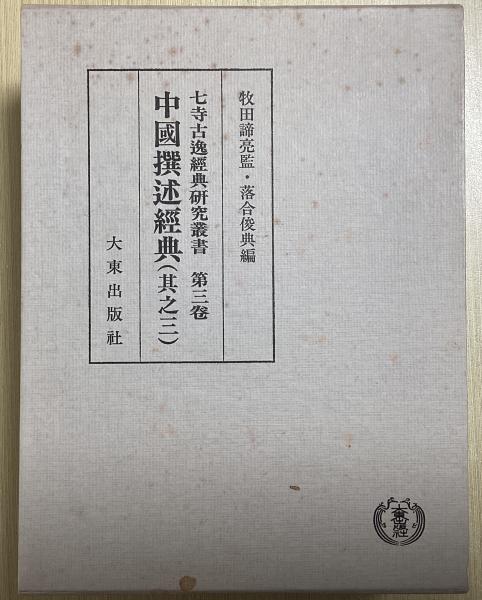 牧田諦亮監・落合俊典編
七寺古逸經典研究叢書 第三卷
中國撰述經典(其之三)
大東出版社